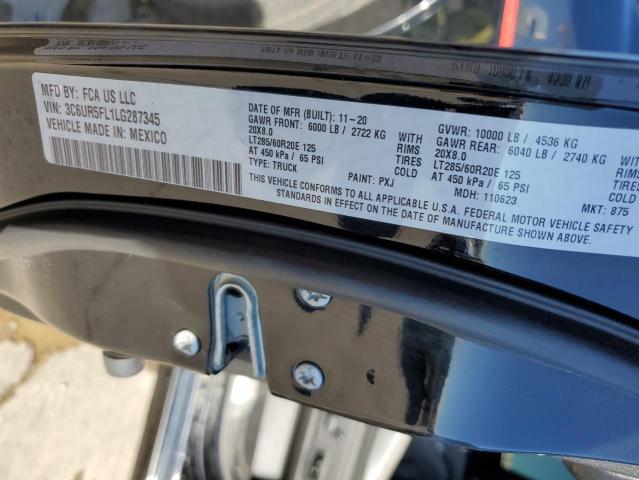 MFD BY: FCA US LLC
VIN: 3C6UR5FL1LG287345
VEHICLE MADE IN: MEXICO
DATE OF MFR (BUILT): 11-20
GAWR FRONT: 6000 LB / 2722 KG
20X8.0
LT285/60R20E 125
AT 450 kPa / 65 PSI
TYPE: TRUCK
PAINT: PXJ
WITH
RIMS
TIRES
COLD
GVWR: 10000 LB / 4536 KG
GAWR REAR: 6040 LB / 2740 KG
20X8.0
LT285/60R20E 125
AT 450 kPa / 65 PSI
MDH: 110623
WITH
RIMS
TIRES
COLD
MKT: 875
THIS VEHICLE CONFORMS TO ALL APPLICABLE U.S.A. FEDERAL MOTOR VEHICLE SAFETY
STANDARDS IN EFFECT ON THE DATE OF MANUFACTURE SHOWN ABOVE.